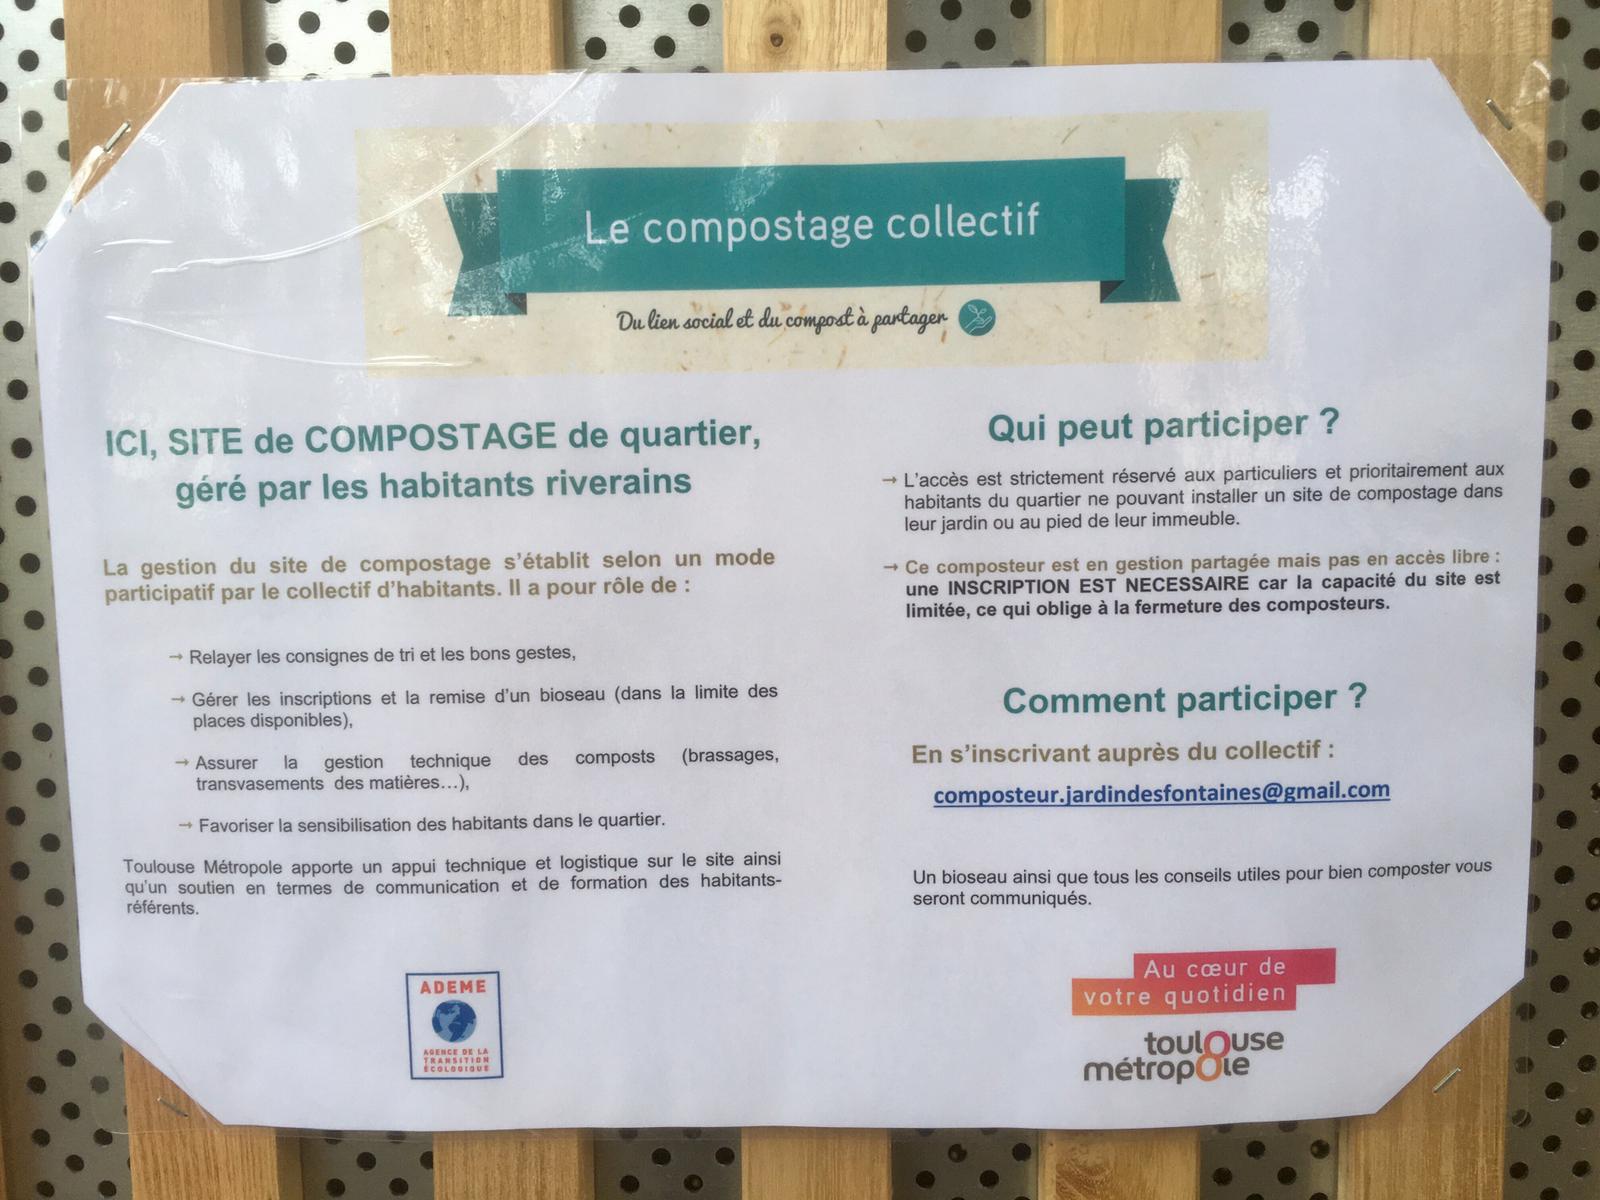 Le compostage collectif
Du lien social et du compost à partager
ICI, SITE de COMPOSTAGE de quartier,
géré par les habitants riverains
La gestion du site de compostage s'établit selon un mode
participatif par le collectif d'habitants. Il a pour rôle de :
→ Relayer les consignes de tri et les bons gestes,
→ Gérer les inscriptions et la remise d'un bioseau (dans la limite des
places disponibles),
→ Assurer la gestion technique des composts (brassages,
transvasements des matières…),
→ Favoriser la sensibilisation des habitants dans le quartier.
Toulouse Métropole apporte un appui technique et logistique sur le site ainsi
qu'un soutien en termes de communication et de formation des habitants-
référents.
ADEME
AGENCE DE LA
TRANSITION
ÉCOLOGIQUE
Qui peut participer ?
→ L'accès est strictement réservé aux particuliers et prioritairement aux
habitants du quartier ne pouvant installer un site de compostage dans
leur jardin ou au pied de leur immeuble.
→ Ce composteur est en gestion partagée mais pas en accès libre :
une INSCRIPTION EST NECESSAIRE car la capacité du site est
limitée, ce qui oblige à la fermeture des composteurs.
Comment participer ?
En s'inscrivant auprès du collectif :
composteur.jardindesfontaines@gmail.com
Un bioseau ainsi que tous les conseils utiles pour bien composter vous
seront communiqués.
Au cœur de
votre quotidien
toulouse
métropole